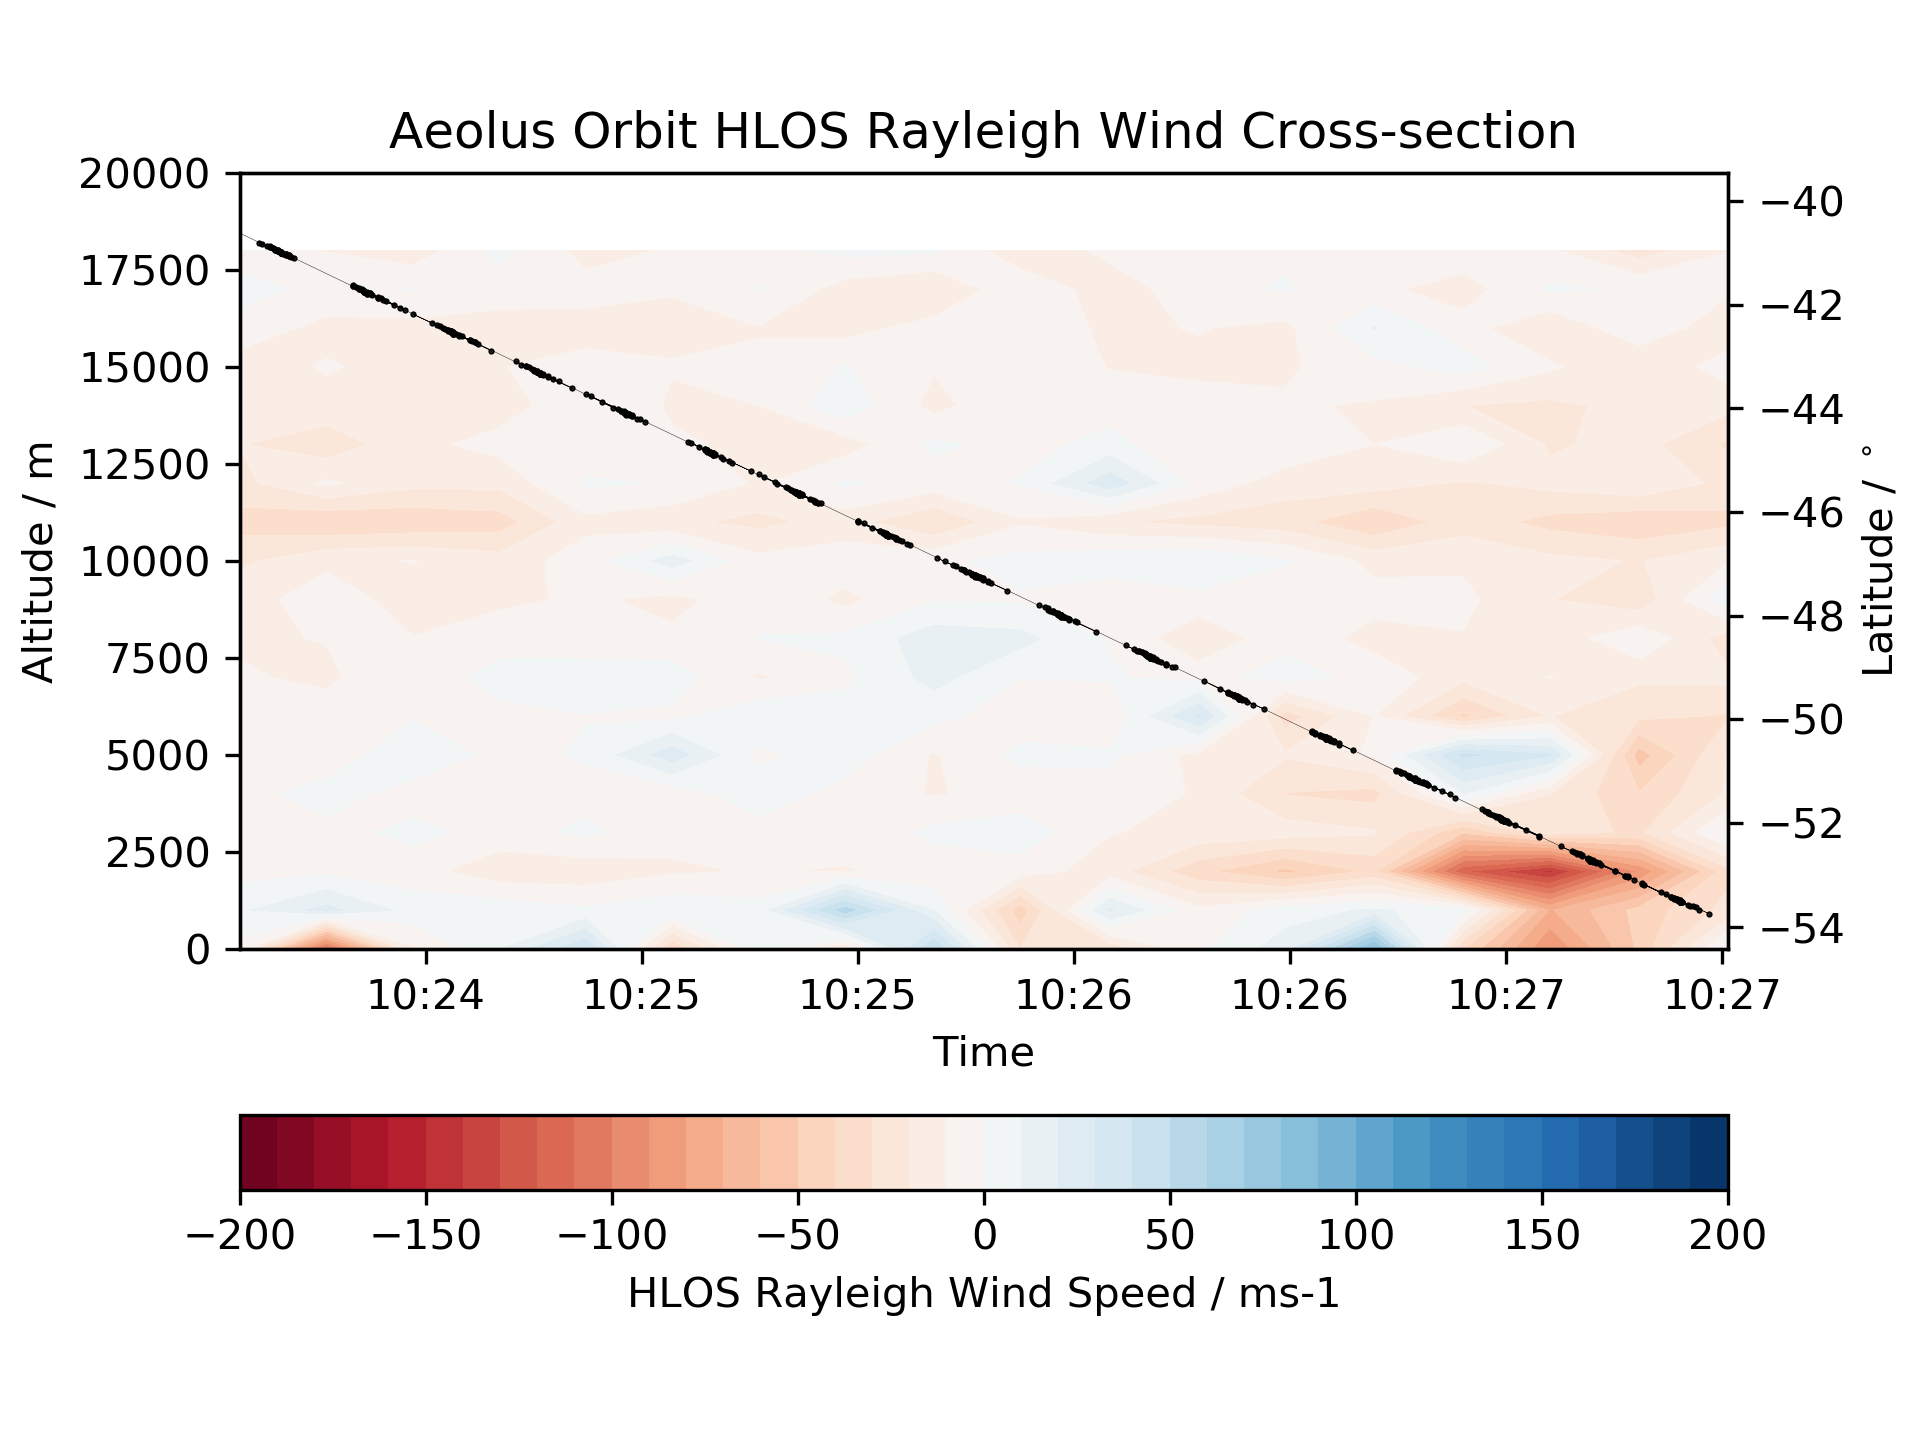 Aeolus Orbit HLOS Rayleigh Wind Cross-section
20000
17500
15000
12500
10000
7500
5000
2500
0
Altitude / m
−40
−42
−44
−46
−48
−50
−52
−54
Latitude / °
10:24 10:25 10:25 10:26 10:26 10:27 10:27
Time
−200 −150 −100 −50 0 50 100 150 200
HLOS Rayleigh Wind Speed / ms-1